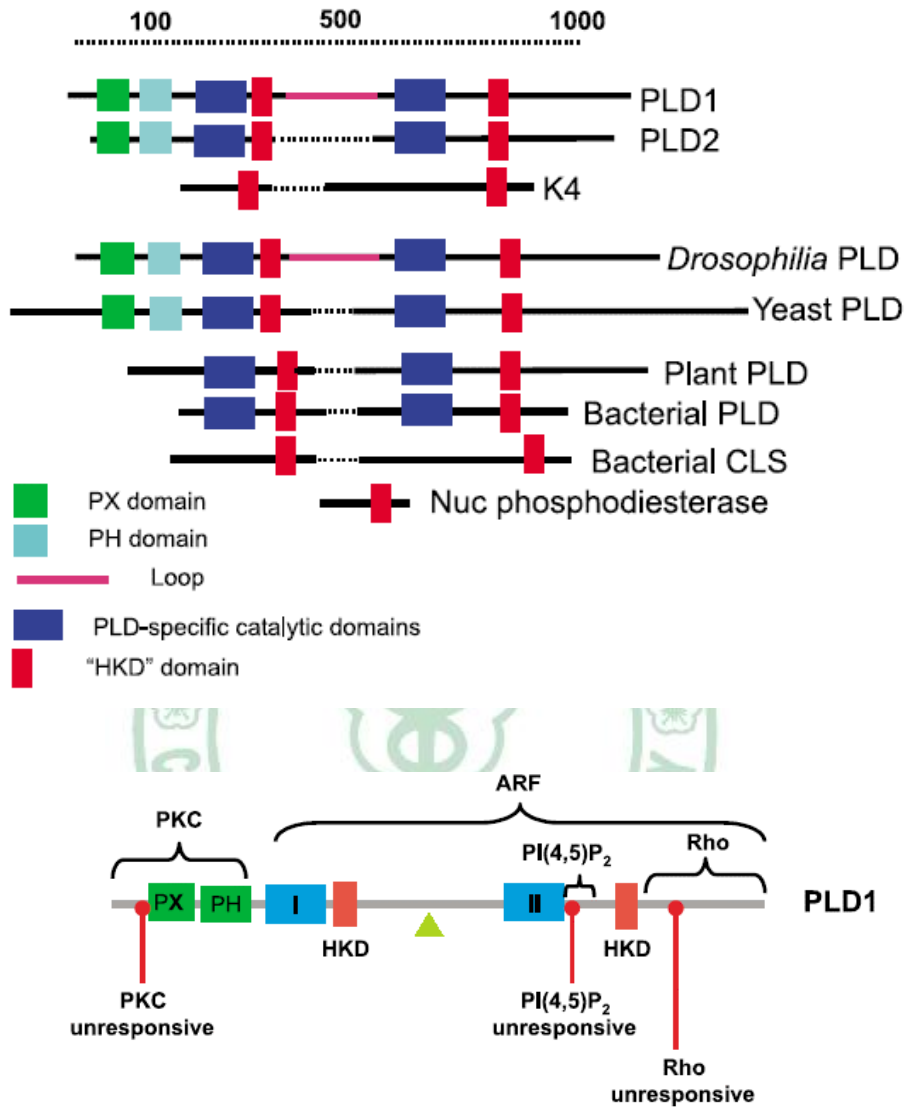 100 500 1000
PLD1
PLD2
K4
Drosophilia PLD
Yeast PLD
Plant PLD
Bacterial PLD
Bacterial CLS
Nuc phosphodiesterase
PX domain
PH domain
Loop
PLD-specific catalytic domains
“HKD” domain
ARF
PKC
PI(4,5)P2
Rho
PX PH I II PLD1
HKD HKD
PKC
unresponsive
PI(4,5)P2
unresponsive
Rho
unresponsive